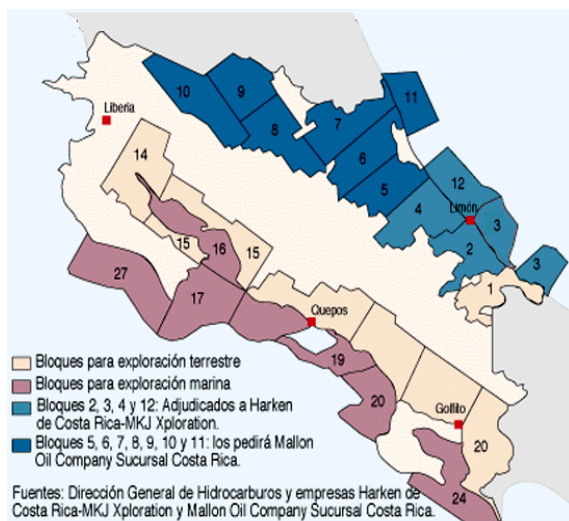 10
9
8
7
11
6
5
12
4
Limón
3
2
3
1
Liberia
14
15
16
15
27
17
Quepos
19
20
Golfito
20
24
Bloques para exploración terrestre
Bloques para exploración marina
Bloques 2, 3, 4 y 12: Adjudicados a Harken
de Costa Rica-MKJ Xploration.
Bloques 5, 6, 7, 8, 9, 10 y 11: los pedirá Mallon
Oil Company Sucursal Costa Rica.
Fuentes: Dirección General de Hidrocarburos y empresas Harken de
Costa Rica-MKJ Xploration y Mallon Oil Company Sucursal Costa Rica.